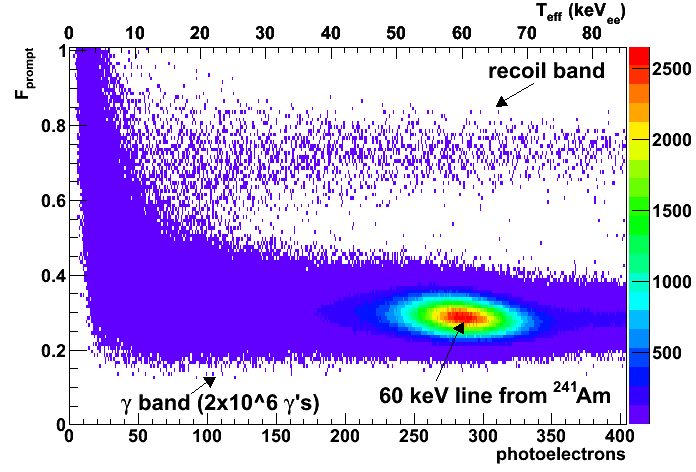 T_eff (keV_ee)
0 10 20 30 40 50 60 70 80
F_prompt
1
0.8
0.6
0.4
0.2
0
recoil band
γ band (2x10^6 γ's)
60 keV line from ²⁴¹Am
0 50 100 150 200 250 300 350 400
photoelectrons
2500
2000
1500
1000
500